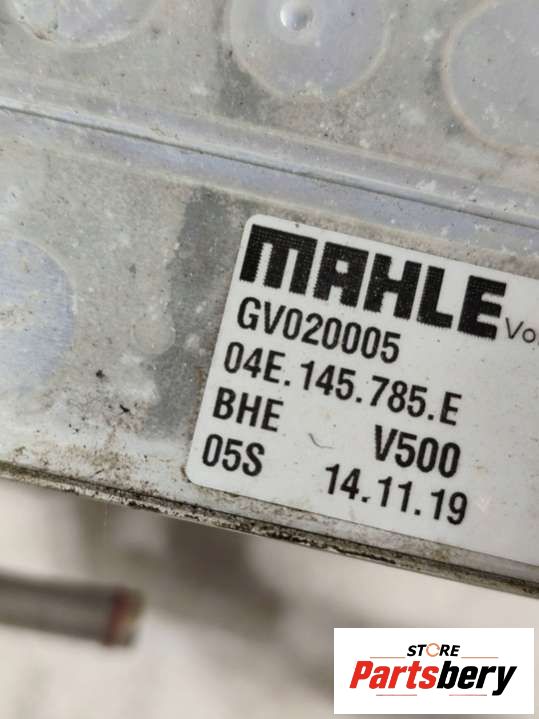 MAHLE
GV020005
04E.145.785.E
BHE V500
05S 14.11.19
STORE
Partsbery